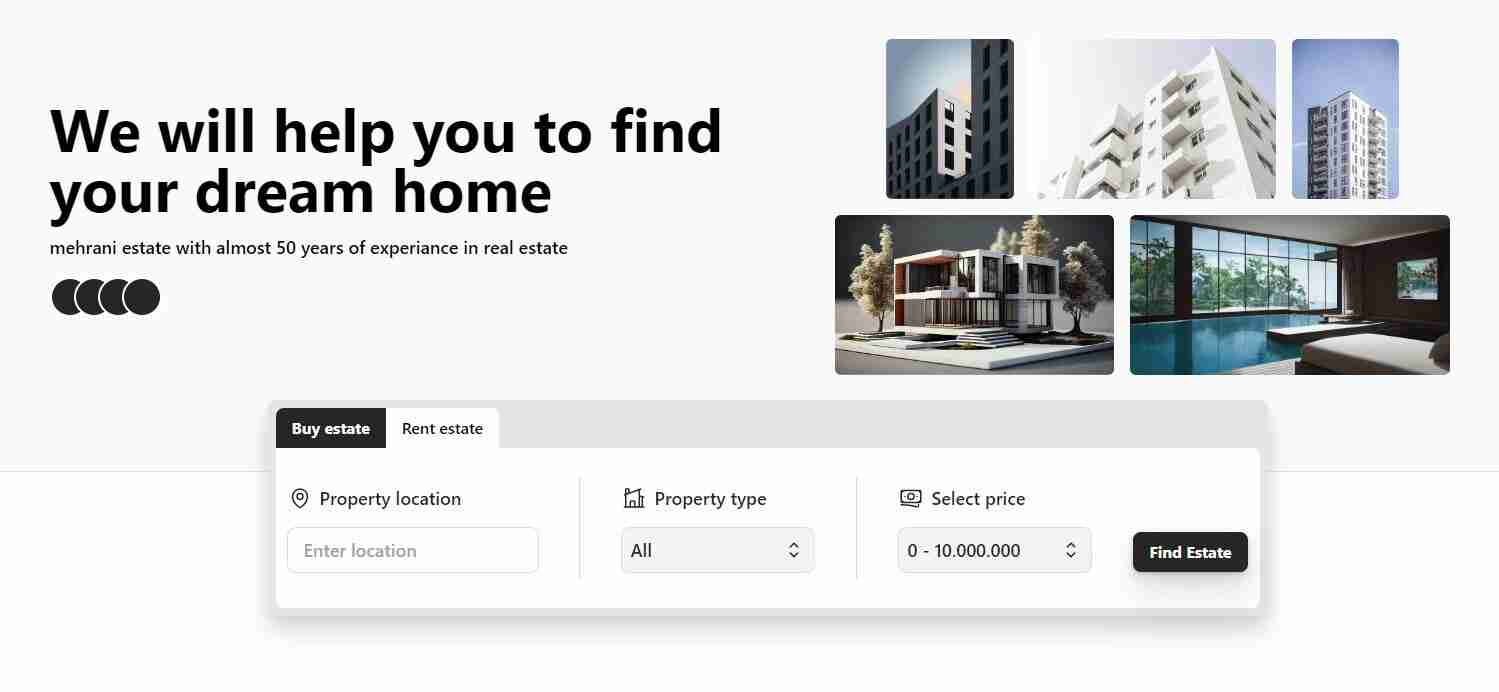 We will help you to find
your dream home
mehrani estate with almost 50 years of experiance in real estate
Buy estate
Rent estate
Property location
Property type
Select price
Enter location
All
0 - 10.000.000
Find Estate